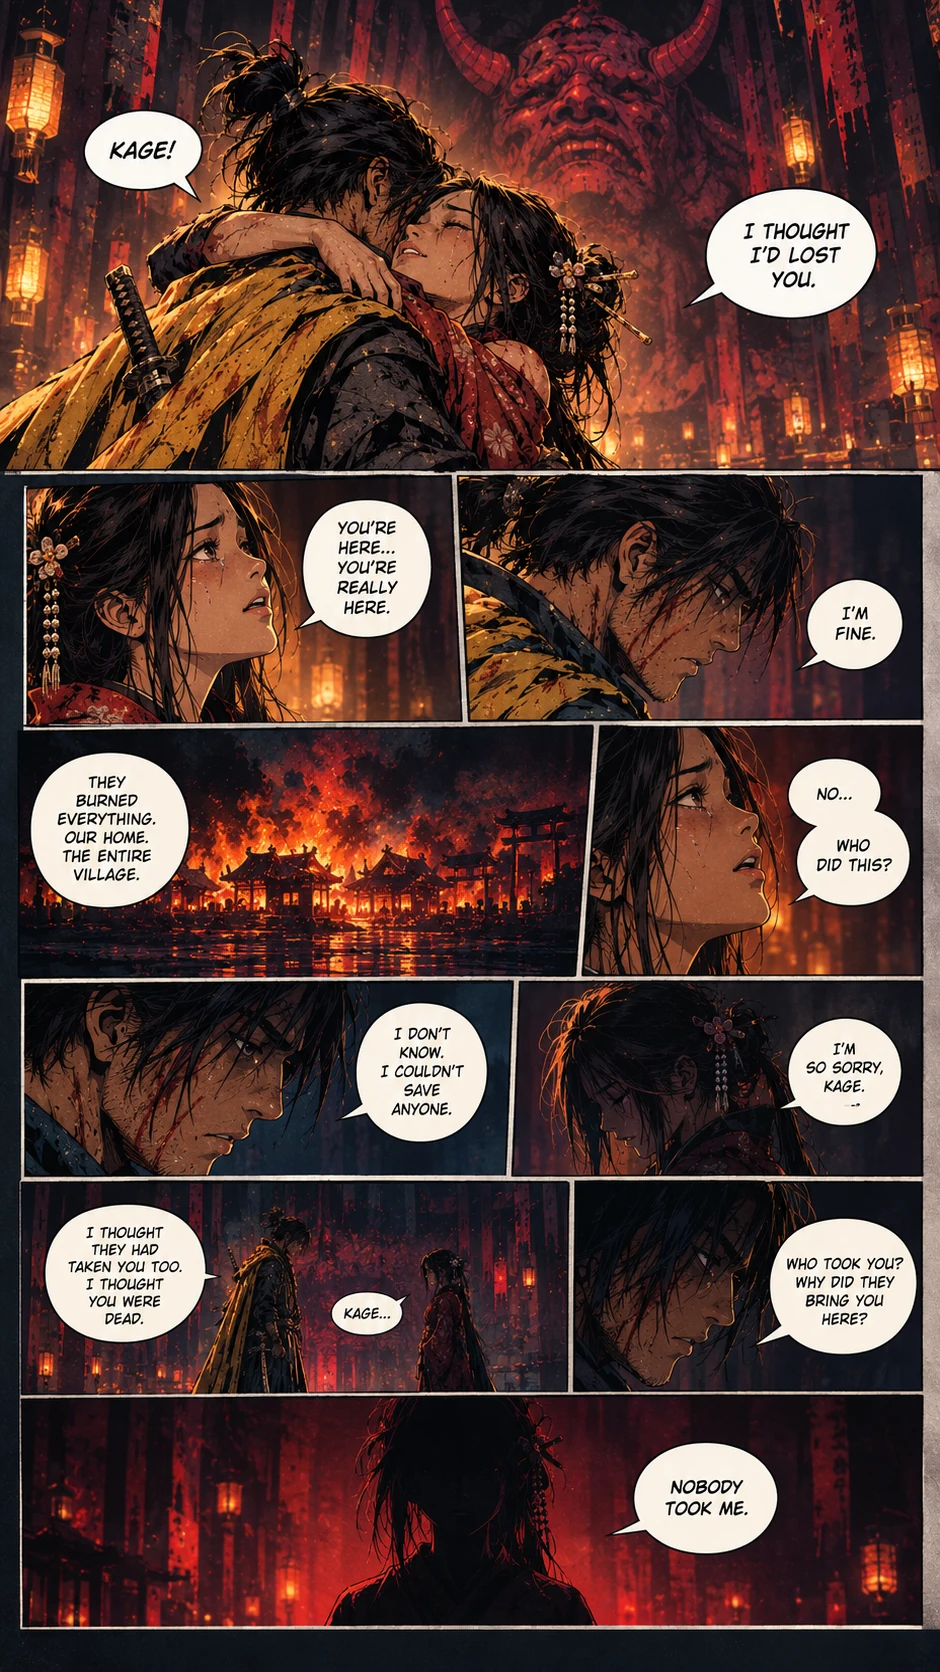 KAGE!
I THOUGHT
I'D LOST
YOU.
YOU'RE
HERE...
YOU'RE
REALLY
HERE.
I'M
FINE.
THEY
BURNED
EVERYTHING.
OUR HOME.
THE ENTIRE
VILLAGE.
NO...
WHO
DID THIS?
I DON'T
KNOW.
I COULDN'T
SAVE
ANYONE.
I'M
SO SORRY,
KAGE.
I THOUGHT
THEY HAD
TAKEN YOU TOO.
I THOUGHT
YOU WERE
DEAD.
KAGE...
WHO TOOK YOU?
WHY DID THEY
BRING YOU
HERE?
NOBODY
TOOK ME.